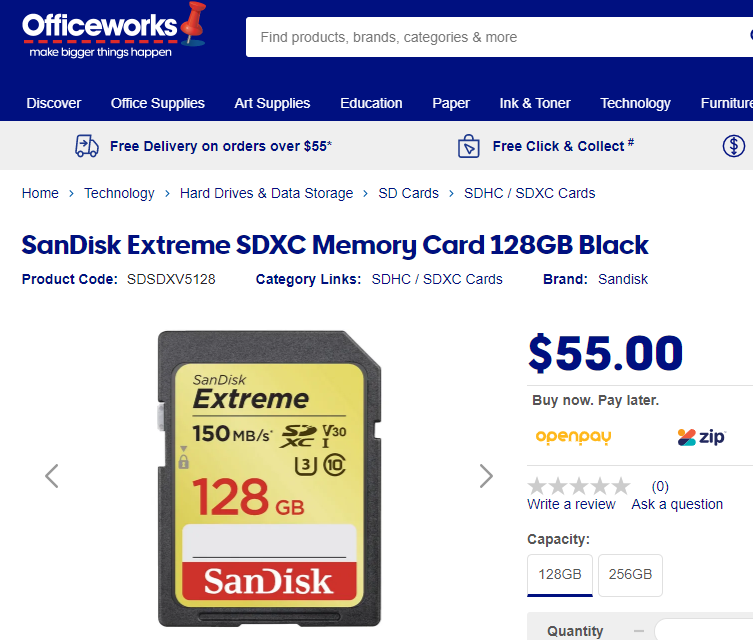 Officeworks
make bigger things happen
Find products, brands, categories & more
Discover Office Supplies Art Supplies Education Paper Ink & Toner Technology Furniture
Free Delivery on orders over $55* Free Click & Collect #
Home > Technology > Hard Drives & Data Storage > SD Cards > SDHC / SDXC Cards
SanDisk Extreme SDXC Memory Card 128GB Black
Product Code: SDSDXV5128 Category Links: SDHC / SDXC Cards Brand: Sandisk
SanDisk
Extreme
150 MB/s* SDXC V30
I
3 10
128 GB
SanDisk
$55.00
Buy now. Pay later.
openpay zip
(0)
Write a review Ask a question
Capacity:
128GB 256GB
Quantity